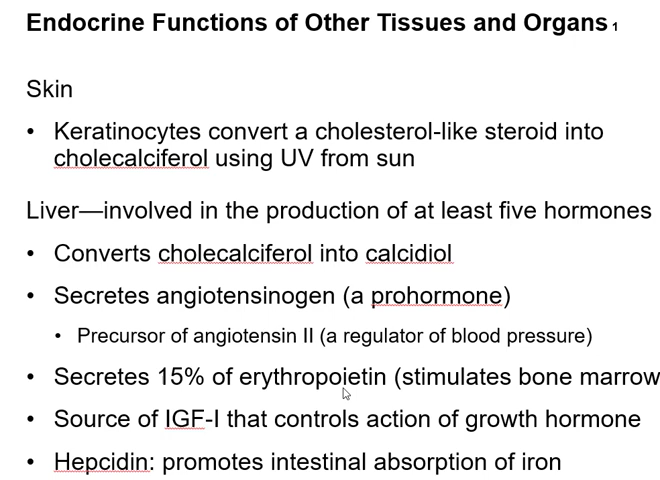 Endocrine Functions of Other Tissues and Organs 1
Skin
• Keratinocytes convert a cholesterol-like steroid into
cholecalciferol using UV from sun
Liver—involved in the production of at least five hormones
• Converts cholecalciferol into calcidiol
• Secretes angiotensinogen (a prohormone)
• Precursor of angiotensin II (a regulator of blood pressure)
• Secretes 15% of erythropoietin (stimulates bone marrow
• Source of IGF-I that controls action of growth hormone
• Hepcidin: promotes intestinal absorption of iron